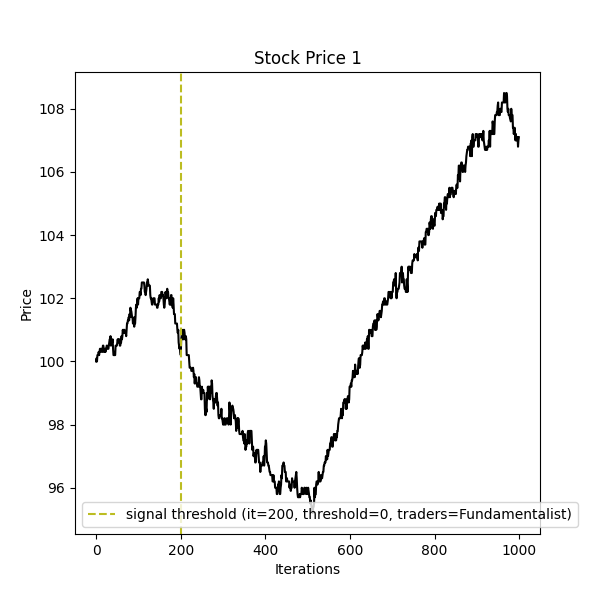 Stock Price 1
Price
108
106
104
102
100
98
96
signal threshold (it=200, threshold=0, traders=Fundamentalist)
0 200 400 600 800 1000
Iterations